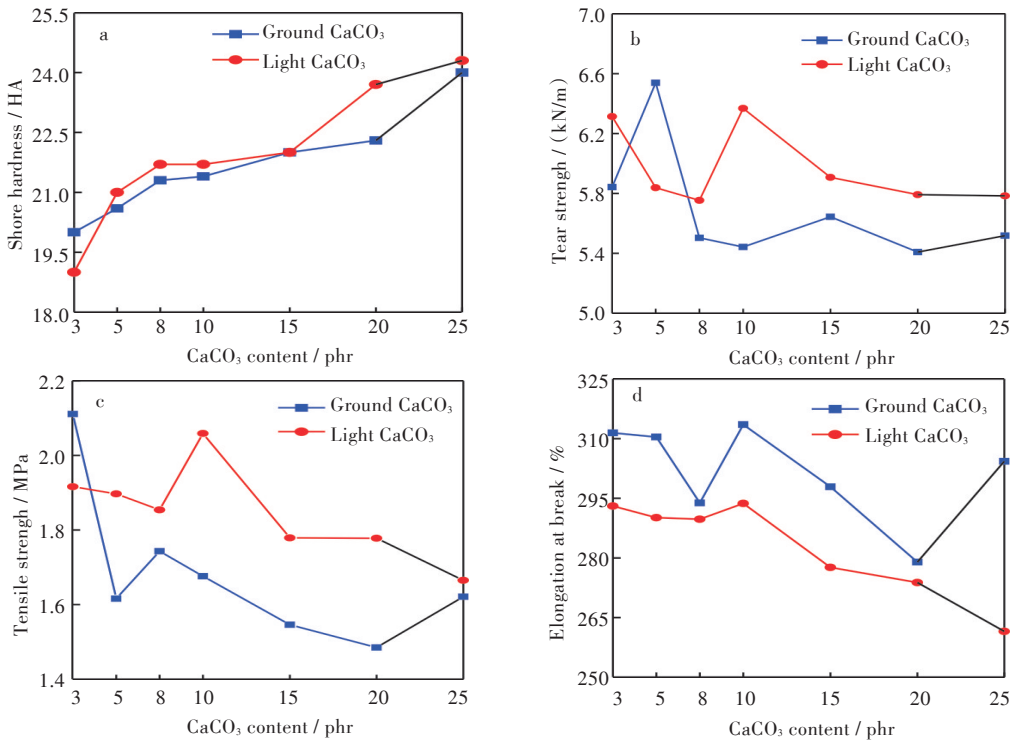 a
Ground CaCO₃
Light CaCO₃
25.5
24.0
22.5
21.0
19.5
18.0
Shore hardness / HA
3 5 8 10 15 20 25
CaCO₃ content / phr
b
Ground CaCO₃
Light CaCO₃
7.0
6.6
6.2
5.8
5.4
5.0
Tear strengh / (kN/m)
3 5 8 10 15 20 25
CaCO₃ content / phr
c
Ground CaCO₃
Light CaCO₃
2.2
2.0
1.8
1.6
1.4
Tensile strengh / MPa
3 5 8 10 15 20 25
CaCO₃ content / phr
d
Ground CaCO₃
Light CaCO₃
325
310
295
280
265
250
Elongation at break / %
3 5 8 10 15 20 25
CaCO₃ content / phr